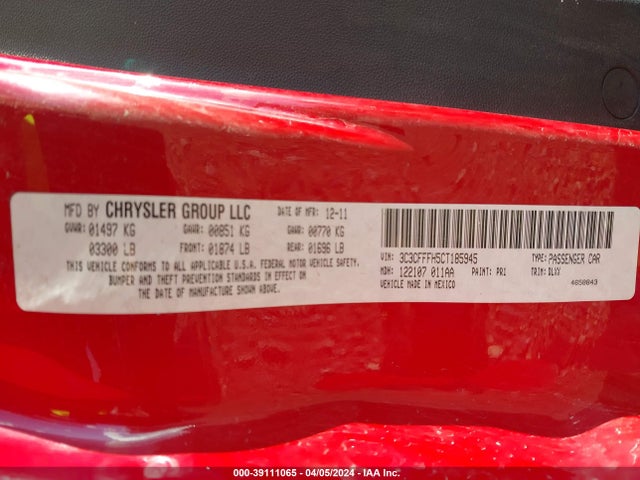 MFD BY CHRYSLER GROUP LLC
DATE OF MFR: 12-11
GVWR: 01497 KG GAWR: 00851 KG GAWR: 00770 KG
03300 LB FRONT: 01874 LB REAR: 01696 LB
THIS VEHICLE CONFORMS TO ALL APPLICABLE U.S.A. FEDERAL MOTOR VEHICLE SAFETY,
BUMPER AND THEFT PREVENTION STANDARDS IN EFFECT ON
THE DATE OF MANUFACTURE SHOWN ABOVE.
VIN: 3C3CFFFH5CT185945 TYPE: PASSENGER CAR
MDH: 122107 011AA PAINT: PR1 TRIM: DLXV
VEHICLE MADE IN MEXICO 4650843
000-39111065 - 04/05/2024 - IAA Inc.